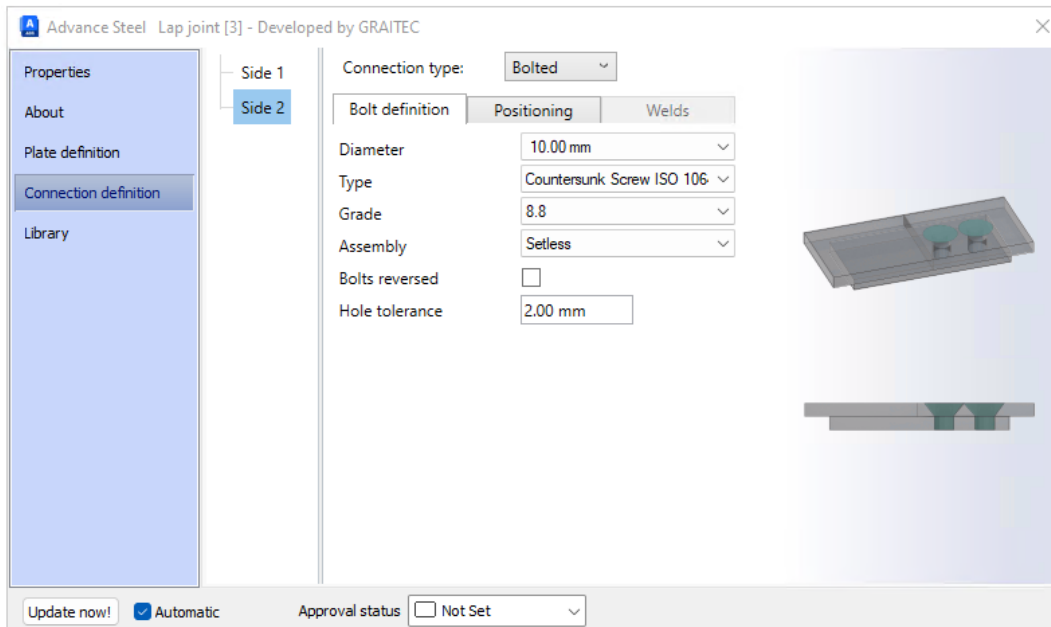 Advance Steel Lap joint [3] - Developed by GRAITEC
Properties
About
Plate definition
Connection definition
Library
Side 1
Side 2
Connection type: Bolted
Bolt definition Positioning Welds
Diameter 10.00 mm
Type Countersunk Screw ISO 106
Grade 8.8
Assembly Setless
Bolts reversed
Hole tolerance 2.00 mm
Update now! Automatic Approval status Not Set